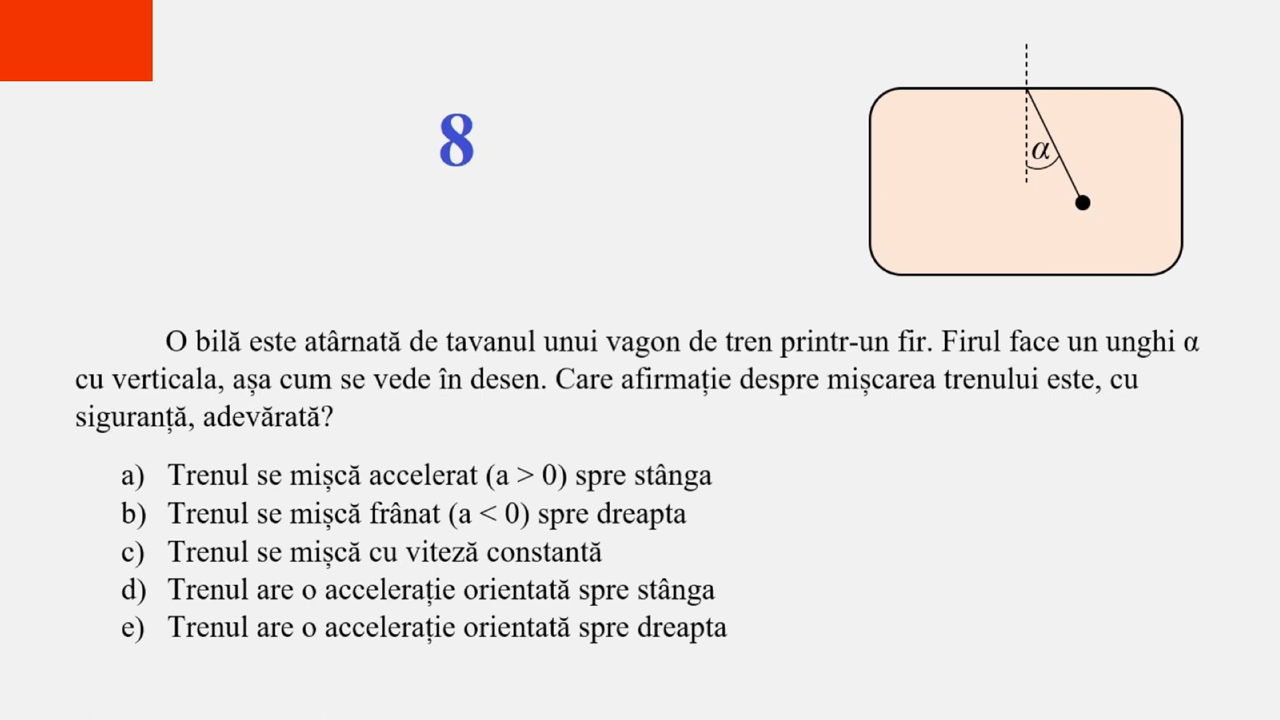 8
α
O bilă este atârnată de tavanul unui vagon de tren printr-un fir. Firul face un unghi α
cu verticala, așa cum se vede în desen. Care afirmație despre mișcarea trenului este, cu
siguranță, adevărată?
a) Trenul se mișcă accelerat (a > 0) spre stânga
b) Trenul se mișcă frânat (a < 0) spre dreapta
c) Trenul se mișcă cu viteză constantă
d) Trenul are o accelerație orientată spre stânga
e) Trenul are o accelerație orientată spre dreapta